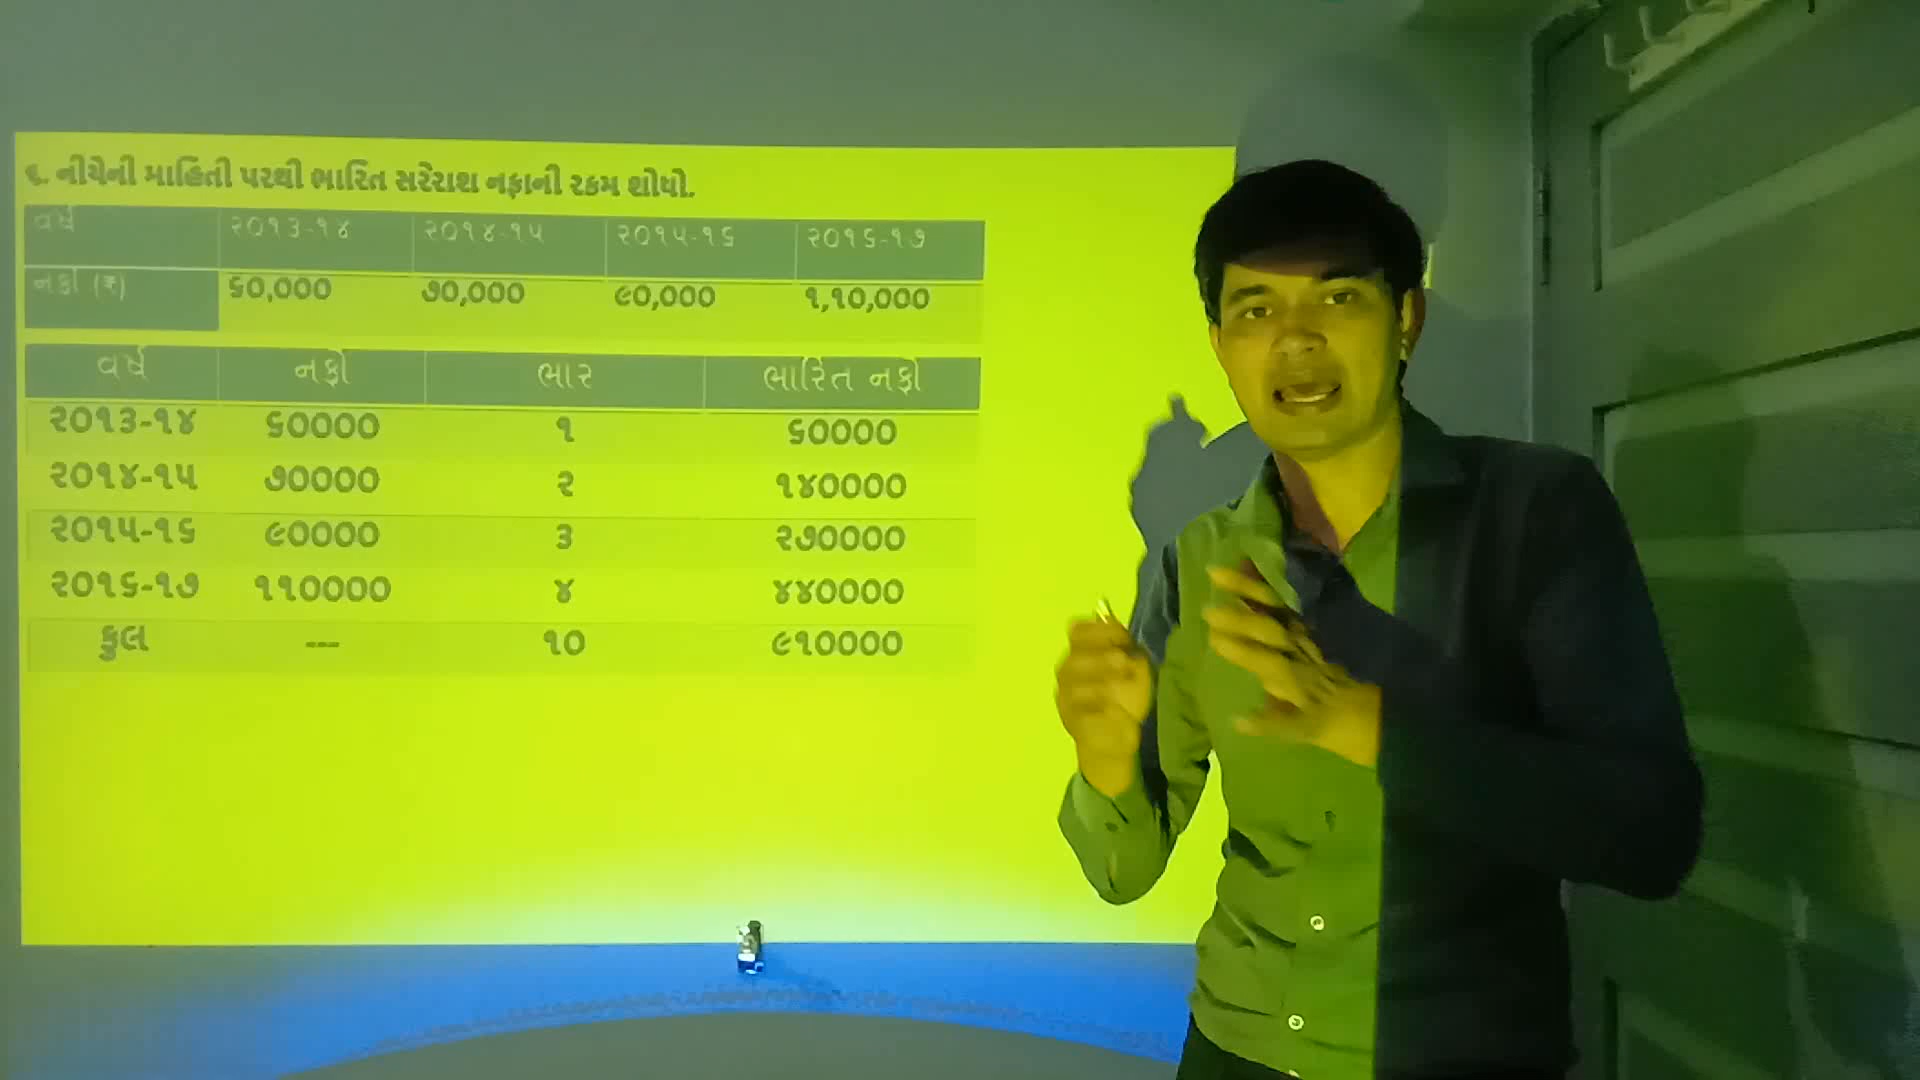 ૬. નીચેની માહિતી પરથી ભારિત સરેરાશ નફાની રકમ શોધો.
વર્ષ ૨૦૧૩-૧૪ ૨૦૧૪-૧૫ ૨૦૧૫-૧૬ ૨૦૧૬-૧૭
નફો (₹) ૬૦,૦૦૦ ૭૦,૦૦૦ ૯૦,૦૦૦ ૧,૧૦,૦૦૦
વર્ષ નફો ભાર ભારિત નફો
૨૦૧૩-૧૪ ૬૦૦૦૦ ૧ ૬૦૦૦૦
૨૦૧૪-૧૫ ૭૦૦૦૦ ૨ ૧૪૦૦૦૦
૨૦૧૫-૧૬ ૯૦૦૦૦ ૩ ૨૭૦૦૦૦
૨૦૧૬-૧૭ ૧૧૦૦૦૦ ૪ ૪૪૦૦૦૦
કુલ --- ૧૦ ૯૧૦૦૦૦